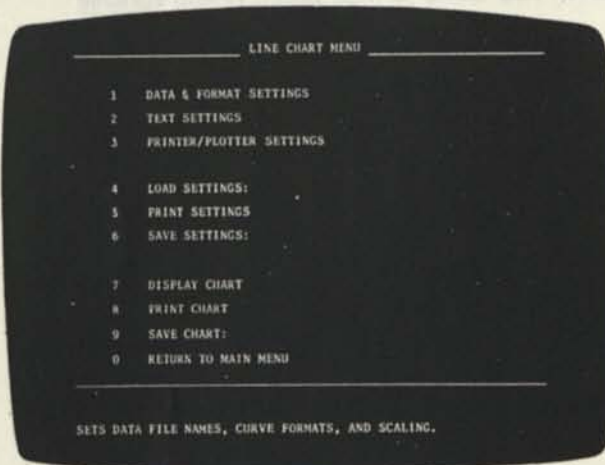 LINE CHART MENU
1 DATA & FORMAT SETTINGS
2 TEXT SETTINGS
3 PRINTER/PLOTTER SETTINGS
4 LOAD SETTINGS:
5 PRINT SETTINGS
6 SAVE SETTINGS:
7 DISPLAY CHART
8 PRINT CHART
9 SAVE CHART:
0 RETURN TO MAIN MENU
SETS DATA FILE NAMES, CURVE FORMATS, AND SCALING.